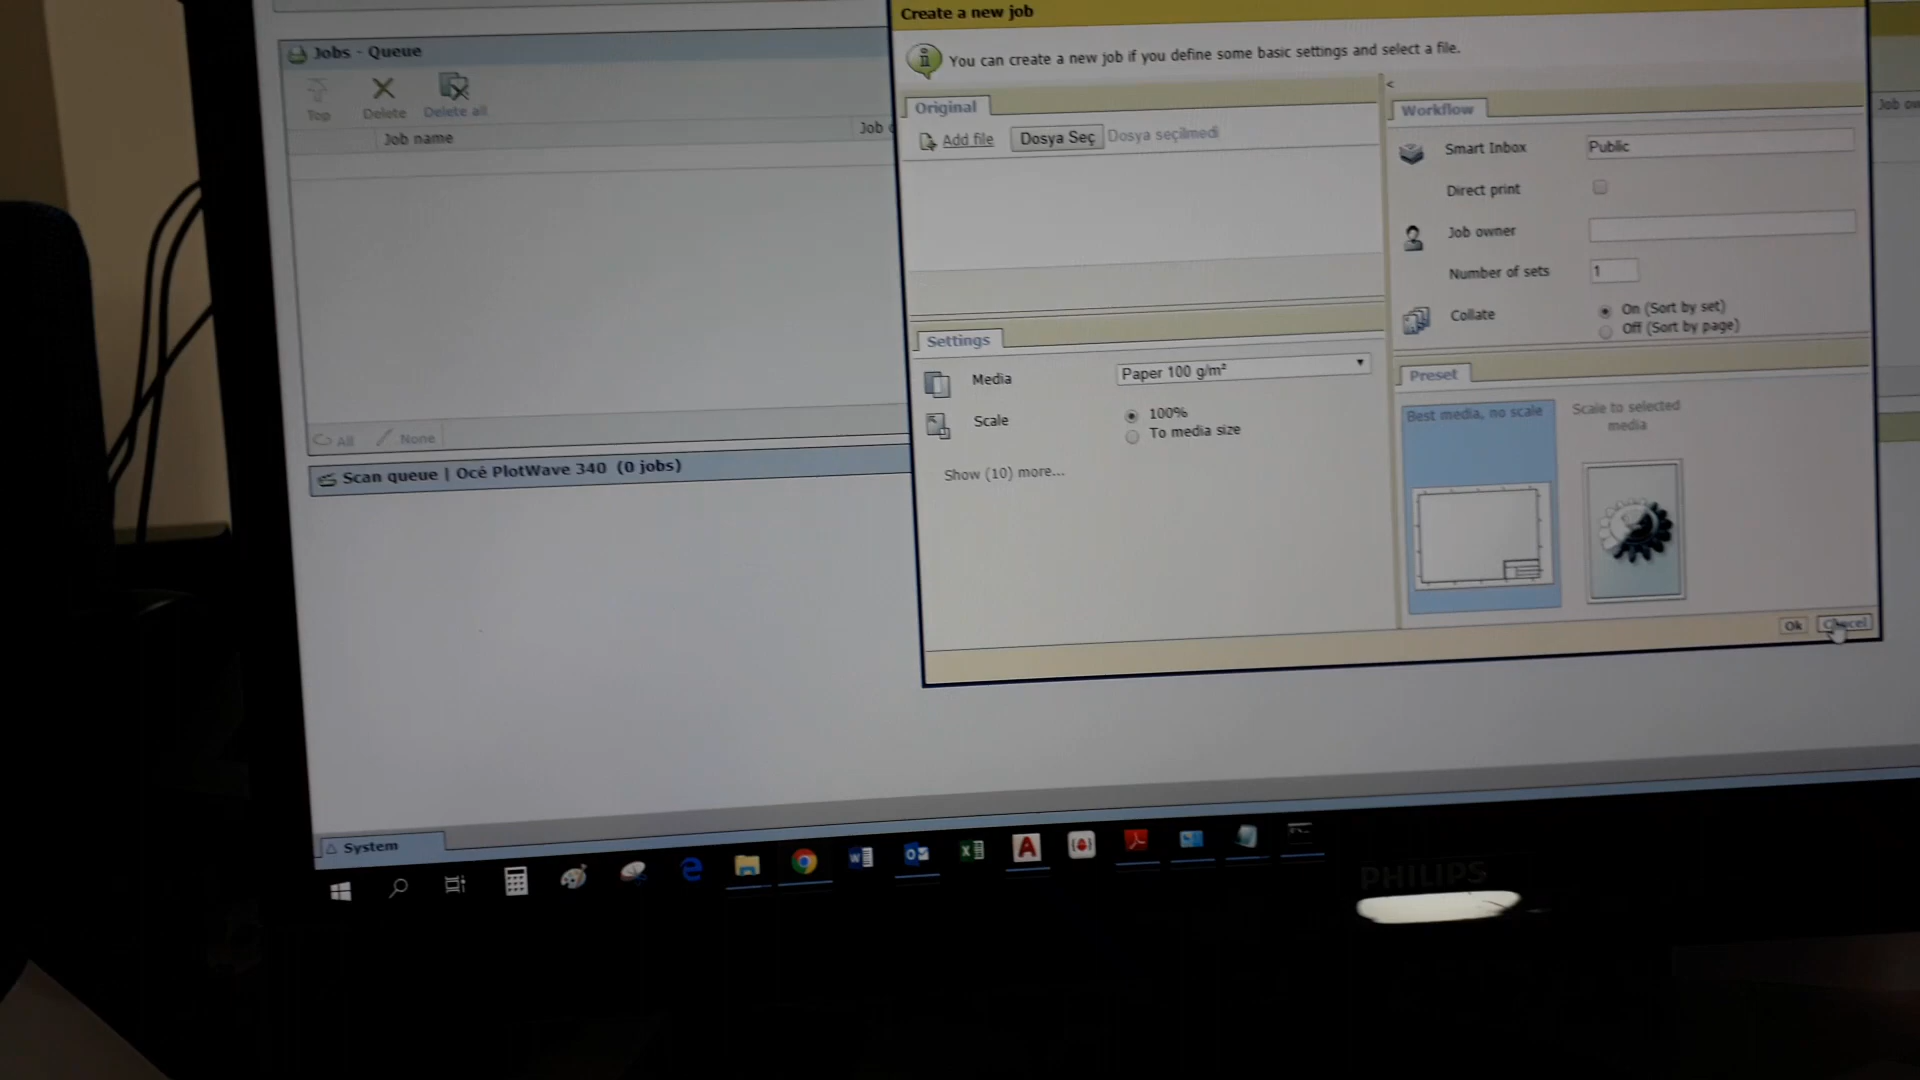 Create a new job
Jobs - Queue
You can create a new job if you define some basic settings and select a file.
Top
Delete
Delete all
Job name
Job
Original
Add file
Dosya Seç
Dosya seçilmedi
<
Workflow
Smart Inbox
Public
Direct print
Job owner
Number of sets
1
Collate
On (Sort by set)
Off (Sort by page)
Settings
Media
Paper 100 g/m²
Scale
100%
To media size
Show (10) more...
Preset
Best media, no scale
Scale to selected
media
Ok
Cancel
All
None
Scan queue | Océ PlotWave 340 (0 jobs)
Job
System
PHILIPS